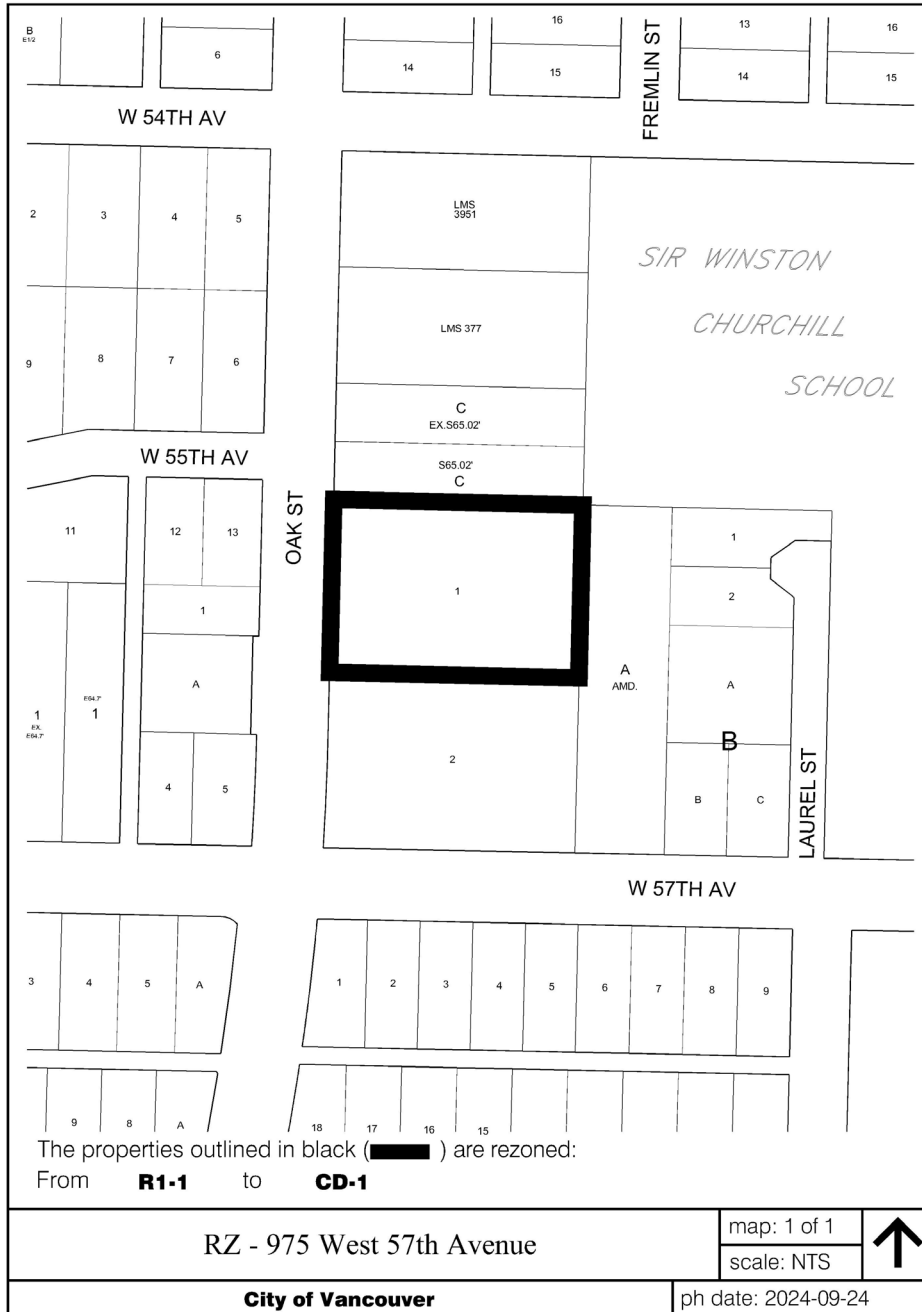 B
E1/2
6
14
16
15
FREMLIN ST
13
14
16
15
W 54TH AV
2
3
4
5
9
8
7
6
LMS
3951
LMS 377
C
EX.S65.02'
S65.02'
C
SIR WINSTON
CHURCHILL
SCHOOL
W 55TH AV
OAK ST
11
12
13
1
A
4
5
1
EX.
E64.7'
E64.7'
1
1
2
A
AMD.
1
2
A
B
B
C
LAUREL ST
W 57TH AV
3
4
5
A
1
2
3
4
5
6
7
8
9
9
8
A
18
17
16
15
The properties outlined in black ( ) are rezoned:
From R1-1 to CD-1
RZ - 975 West 57th Avenue
map: 1 of 1
scale: NTS
City of Vancouver
ph date: 2024-09-24